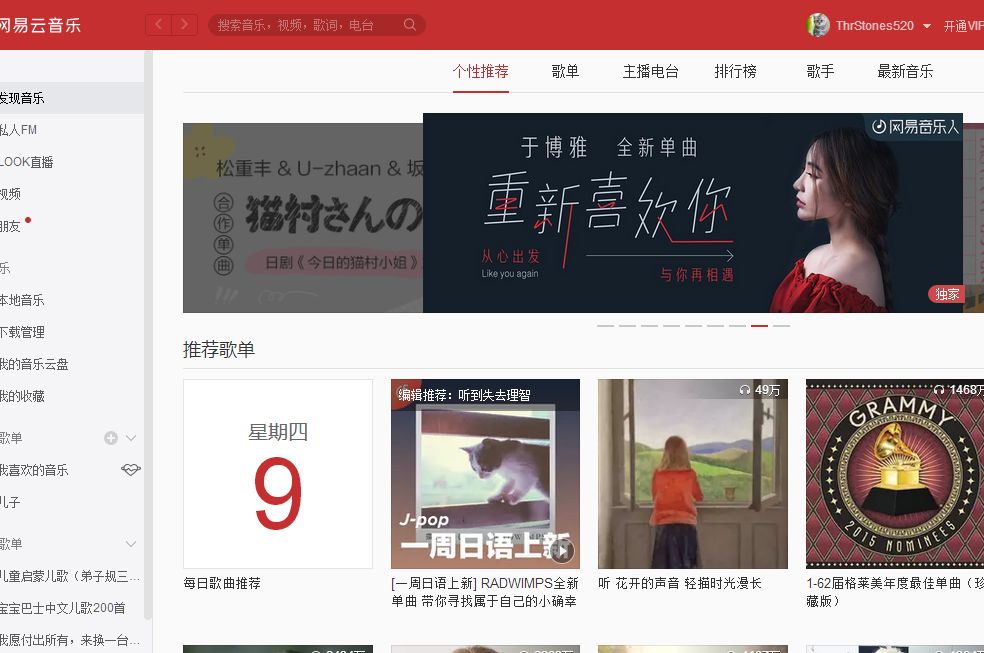 网易云音乐
搜索音乐，视频，歌词，电台
ThrStones520
开通VIP
发现音乐
私人FM
LOOK直播
视频
朋友
乐
本地音乐
下载管理
我的音乐云盘
我的收藏
歌单
我喜欢的音乐
儿子
歌单
儿童启蒙儿歌（弟子规三...
宝宝巴士中文儿歌200首
我愿付出所有，来换一台...
个性推荐 歌单 主播电台 排行榜 歌手 最新音乐
松重丰 & U-zhaan & 坂
合作单曲
猫村さんの
日剧《今日的猫村小姐》
网易音乐人
于博雅 全新单曲
重新喜欢你
从心出发
Like you again
与你再相遇
独家
推荐歌单
星期四
9
每日歌曲推荐
编辑推荐：听到失去理智
J-pop
一周日语上新
[一周日语上新] RADWIMPS全新
单曲 带你寻找属于自己的小确幸
49万
听 花开的声音 轻描时光漫长
1468万
GRAMMY
2015 NOMINEES
1-62届格莱美年度最佳单曲（珍
藏版）